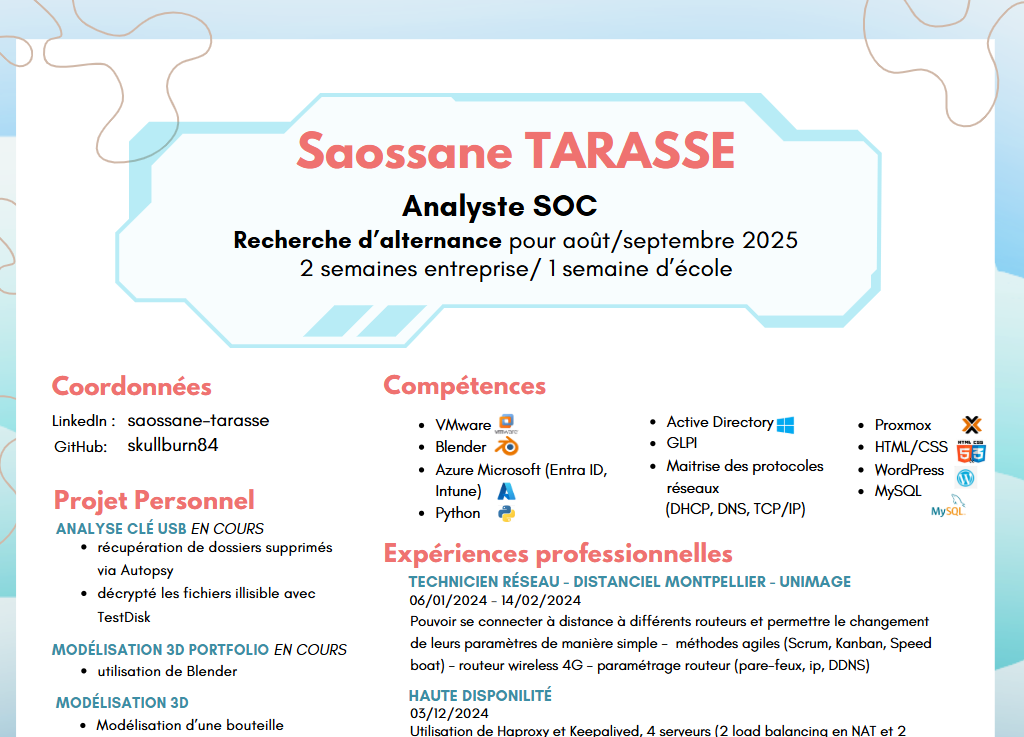 Saossane TARASSE
Analyste SOC
Recherche d'alternance pour août/septembre 2025
2 semaines entreprise/ 1 semaine d'école
Coordonnées
LinkedIn : saossane-tarasse
GitHub: skullburn84
Projet Personnel
ANALYSE CLÉ USB EN COURS
• récupération de dossiers supprimés
via Autopsy
• décrypté les fichiers illisible avec
TestDisk
MODÉLISATION 3D PORTFOLIO EN COURS
• utilisation de Blender
MODÉLISATION 3D
• Modélisation d'une bouteille
Compétences
• VMware
vmware
• Blender
• Azure Microsoft (Entra ID,
Intune)
• Python
• Active Directory
• GLPI
• Maitrise des protocoles
réseaux
(DHCP, DNS, TCP/IP)
• Proxmox
• HTML/CSS
HTML CSS
5 3
• WordPress
• MySQL
MySQL
Expériences professionnelles
TECHNICIEN RÉSEAU - DISTANCIEL MONTPELLIER - UNIMAGE
06/01/2024 - 14/02/2024
Pouvoir se connecter à distance à différents routeurs et permettre le changement
de leurs paramètres de manière simple - méthodes agiles (Scrum, Kanban, Speed
boat) - routeur wireless 4G - paramétrage routeur (pare-feux, ip, DDNS)
HAUTE DISPONILITÉ
03/12/2024
Utilisation de Haproxy et Keepalived, 4 serveurs (2 load balancing en NAT et 2